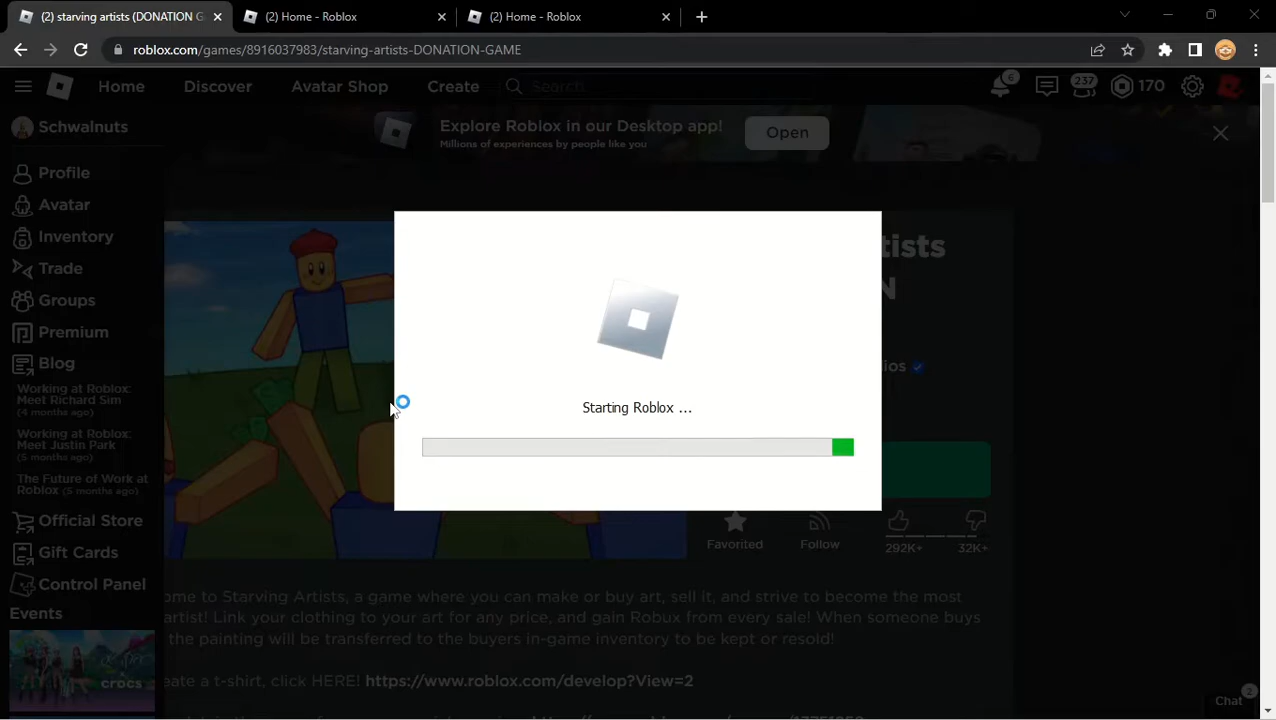 (2) starving artists (DONATION G
(2) Home - Roblox
(2) Home - Roblox
roblox.com/games/8916037983/starving-artists-DONATION-GAME
Home
Discover
Avatar Shop
Create
Search
6
237
170
Schwalnuts
Explore Roblox in our Desktop app!
Millions of experiences by people like you
Open
Profile
Avatar
Inventory
Trade
Groups
Premium
Blog
Working at Roblox:
Meet Richard Sim
(4 months ago)
Working at Roblox:
Meet Justin Park
(5 months ago)
The Future of Work at
Roblox (5 months ago)
Official Store
Gift Cards
Control Panel
Events
crocs
tists
N
ios
Starting Roblox ...
Favorited
Follow
292K+
32K+
ome to Starving Artists, a game where you can make or buy art, sell it, and strive to become the most
artist! Link your clothing to your art for any price, and gain Robux from every sale! When someone buys
the painting will be transferred to the buyers in-game inventory to be kept or resold!
eate a t-shirt, click HERE! https://www.roblox.com/develop?View=2
Chat
2